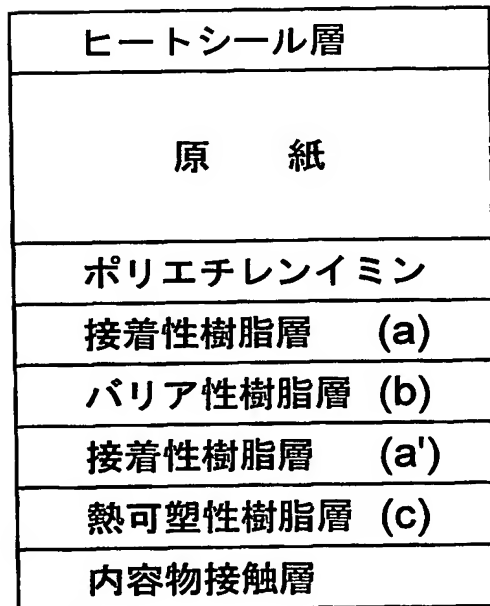 ヒートシール層
原 紙
ポリエチレンイミン
接着性樹脂層 (a)
バリア性樹脂層 (b)
接着性樹脂層 (a')
熱可塑性樹脂層 (c)
内容物接触層